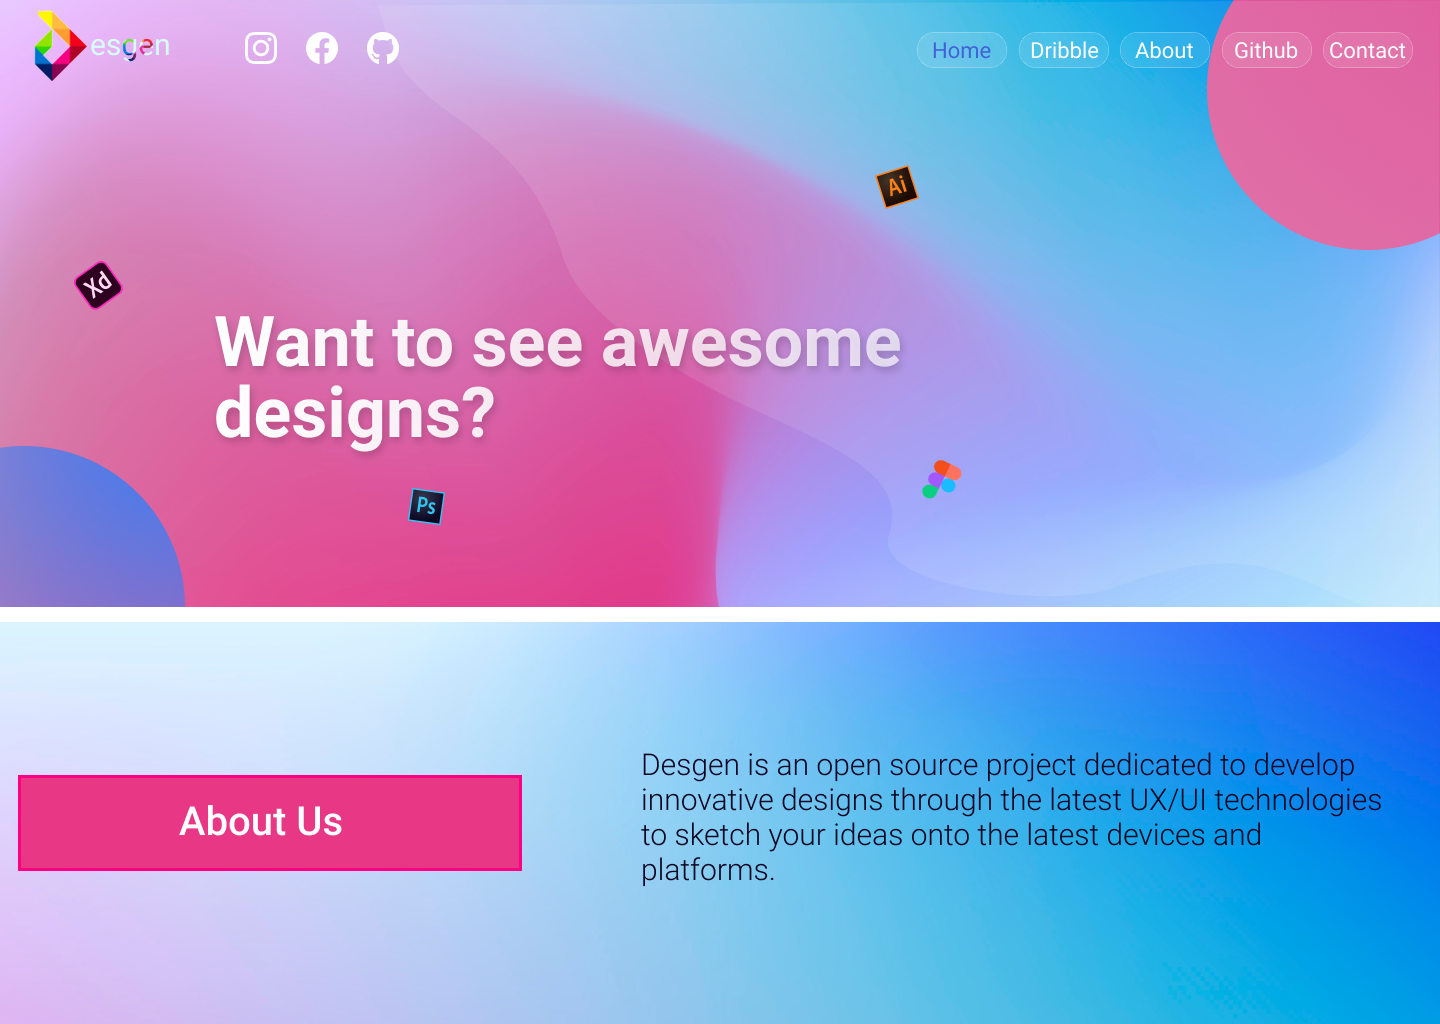 esgen
Home
Dribble
About
Github
Contact
Ai
Xd
Want to see awesome
designs?
Ps
About Us
Desgen is an open source project dedicated to develop
innovative designs through the latest UX/UI technologies
to sketch your ideas onto the latest devices and
platforms.